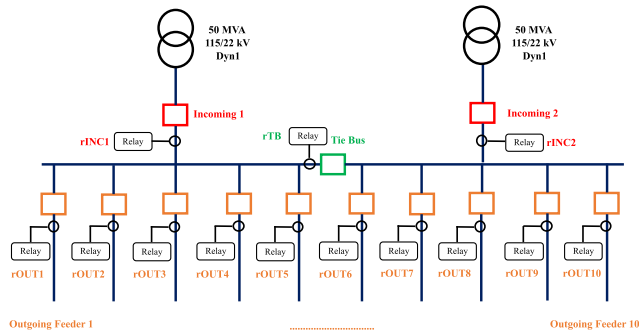 50 MVA
115/22 kV
Dyn1
50 MVA
115/22 kV
Dyn1
Incoming 1
Incoming 2
rINC1
Relay
rTB
Relay
Tie Bus
Relay
rINC2
Relay
Relay
Relay
Relay
Relay
Relay
Relay
Relay
Relay
Relay
rOUT1
rOUT2
rOUT3
rOUT4
rOUT5
rOUT6
rOUT7
rOUT8
rOUT9
rOUT10
Outgoing Feeder 1
Outgoing Feeder 10